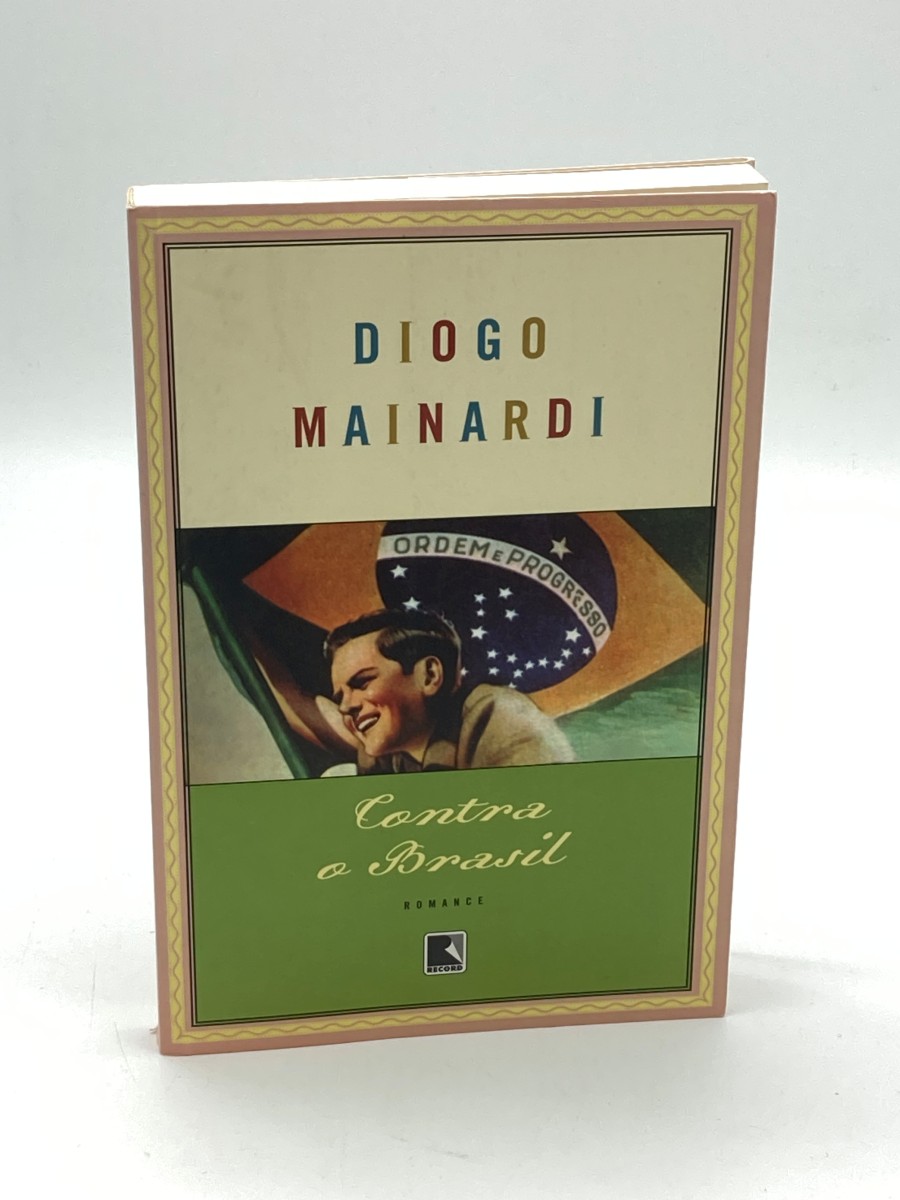 DIOGO
MAINARDI
ORDEM E PROGRESSO
Contra
o Brasil
ROMANCE
RECORD